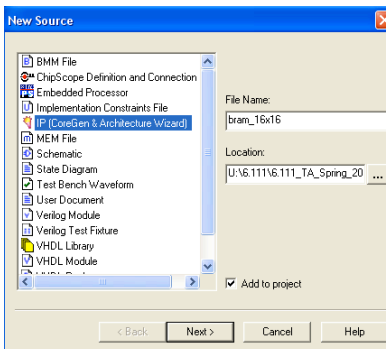 New Source
BMM File
ChipScope Definition and Connection
Embedded Processor
Implementation Constraints File
IP (CoreGen & Architecture Wizard)
MEM File
Schematic
State Diagram
Test Bench Waveform
User Document
Verilog Module
Verilog Test Fixture
VHDL Library
VHDL Module
File Name:
bram_16x16
Location:
U:\6.111\6.111_TA_Spring_20
...
Add to project
< Back
Next >
Cancel
Help